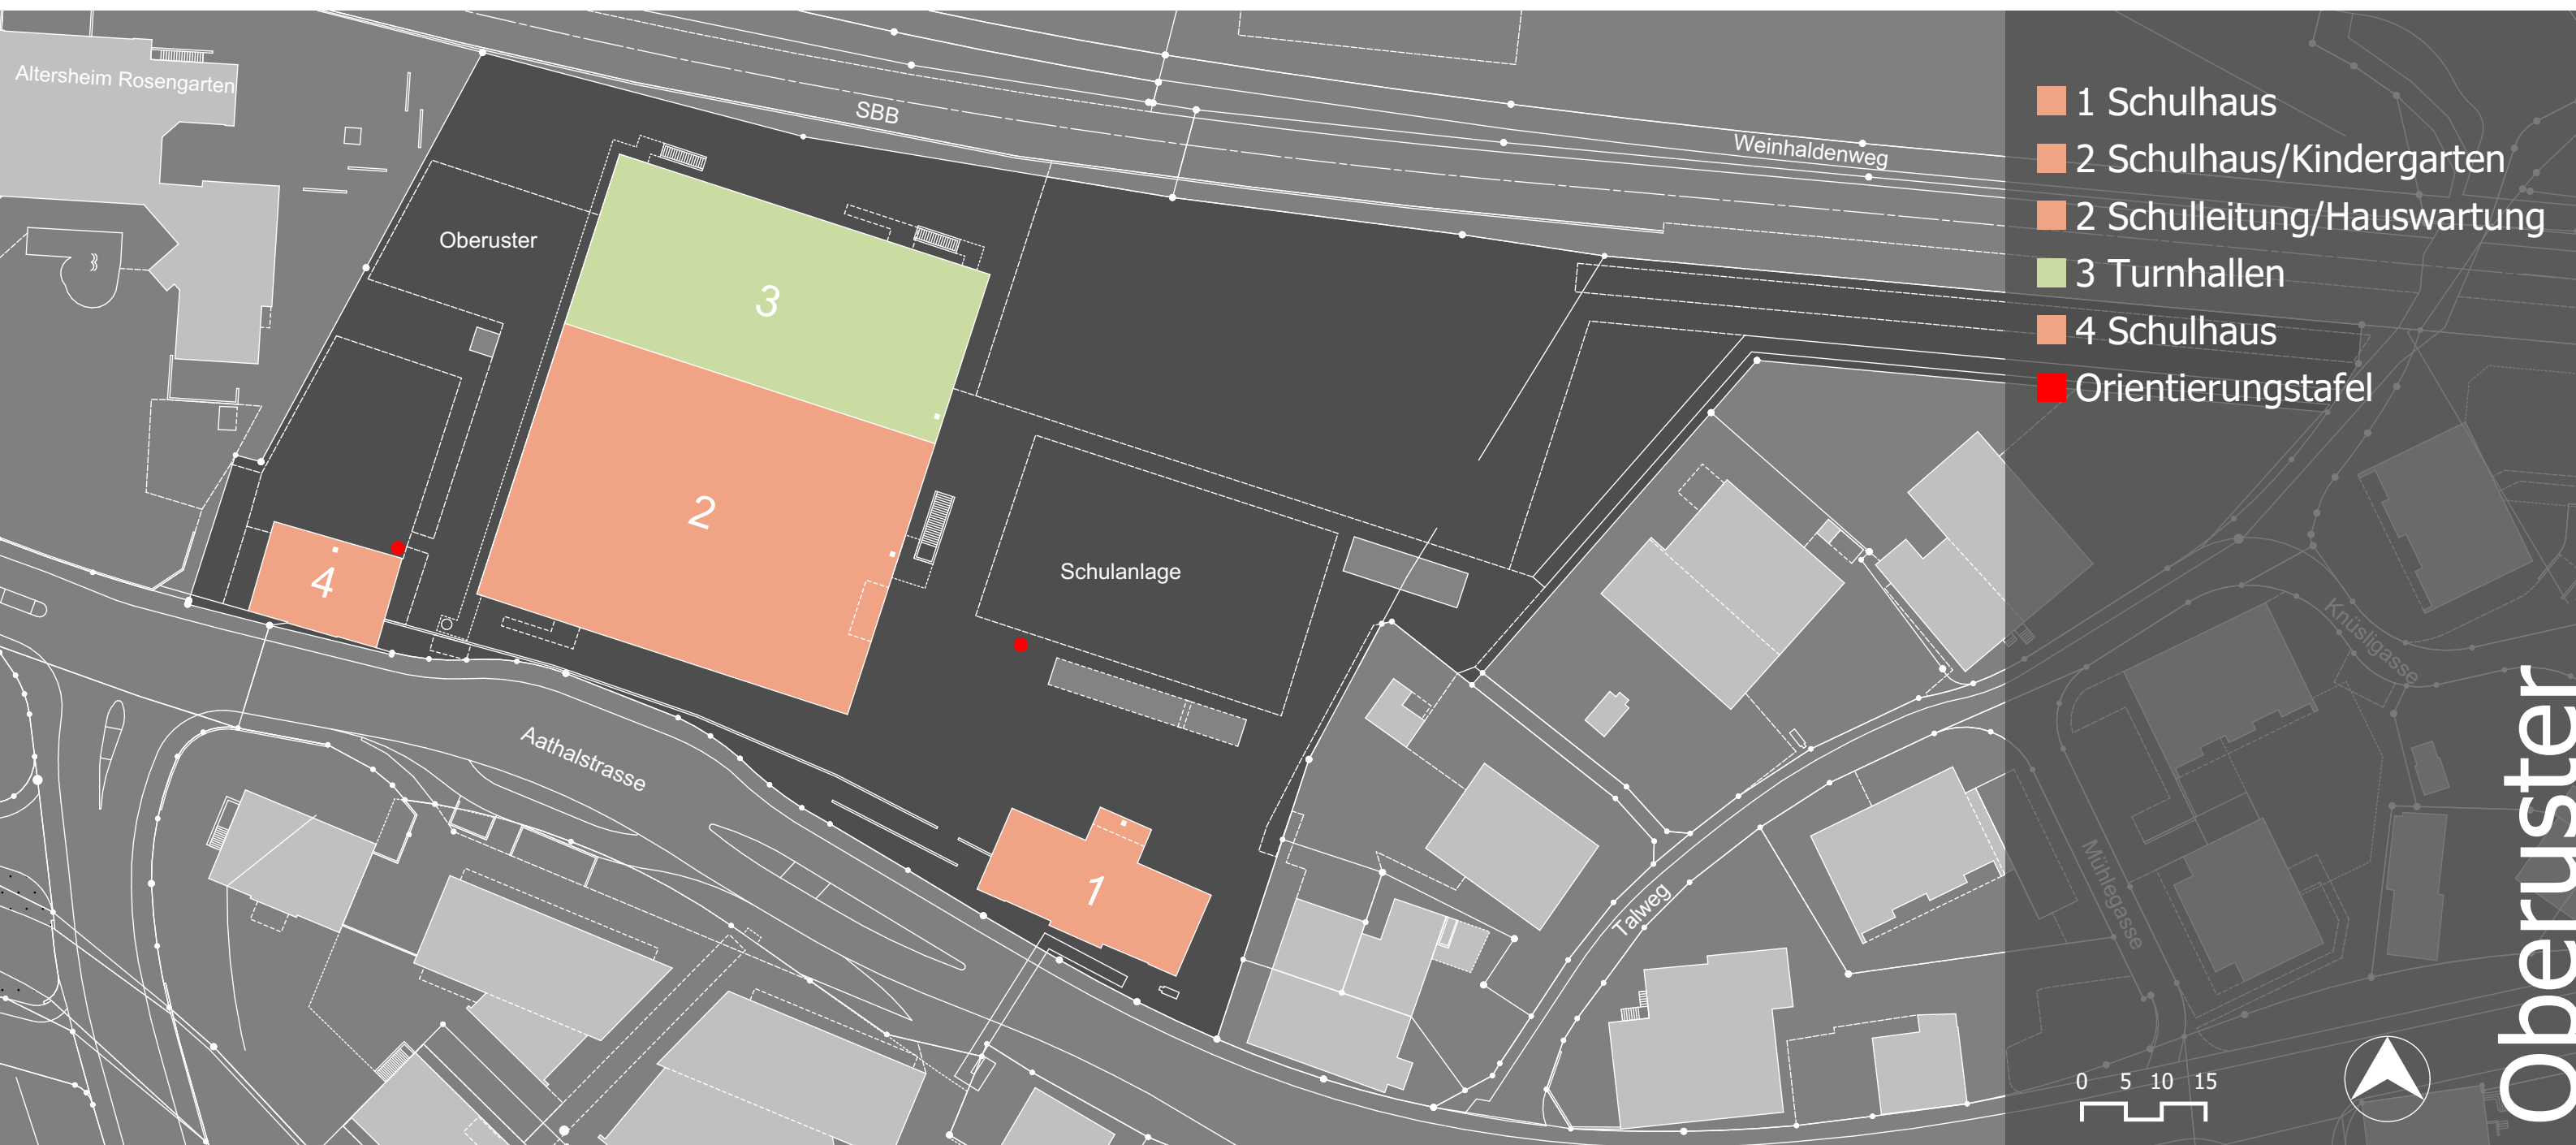 Altersheim Rosengarten
SBB
Weinhaldenweg
Oberuster
3
2
Schulanlage
4
Aathalstrasse
1
Talweg
Knüsligasse
Mühlegasse
1 Schulhaus
2 Schulhaus/Kindergarten
2 Schulleitung/Hauswartung
3 Turnhallen
4 Schulhaus
Orientierungstafel
0 5 10 15
Oberuster